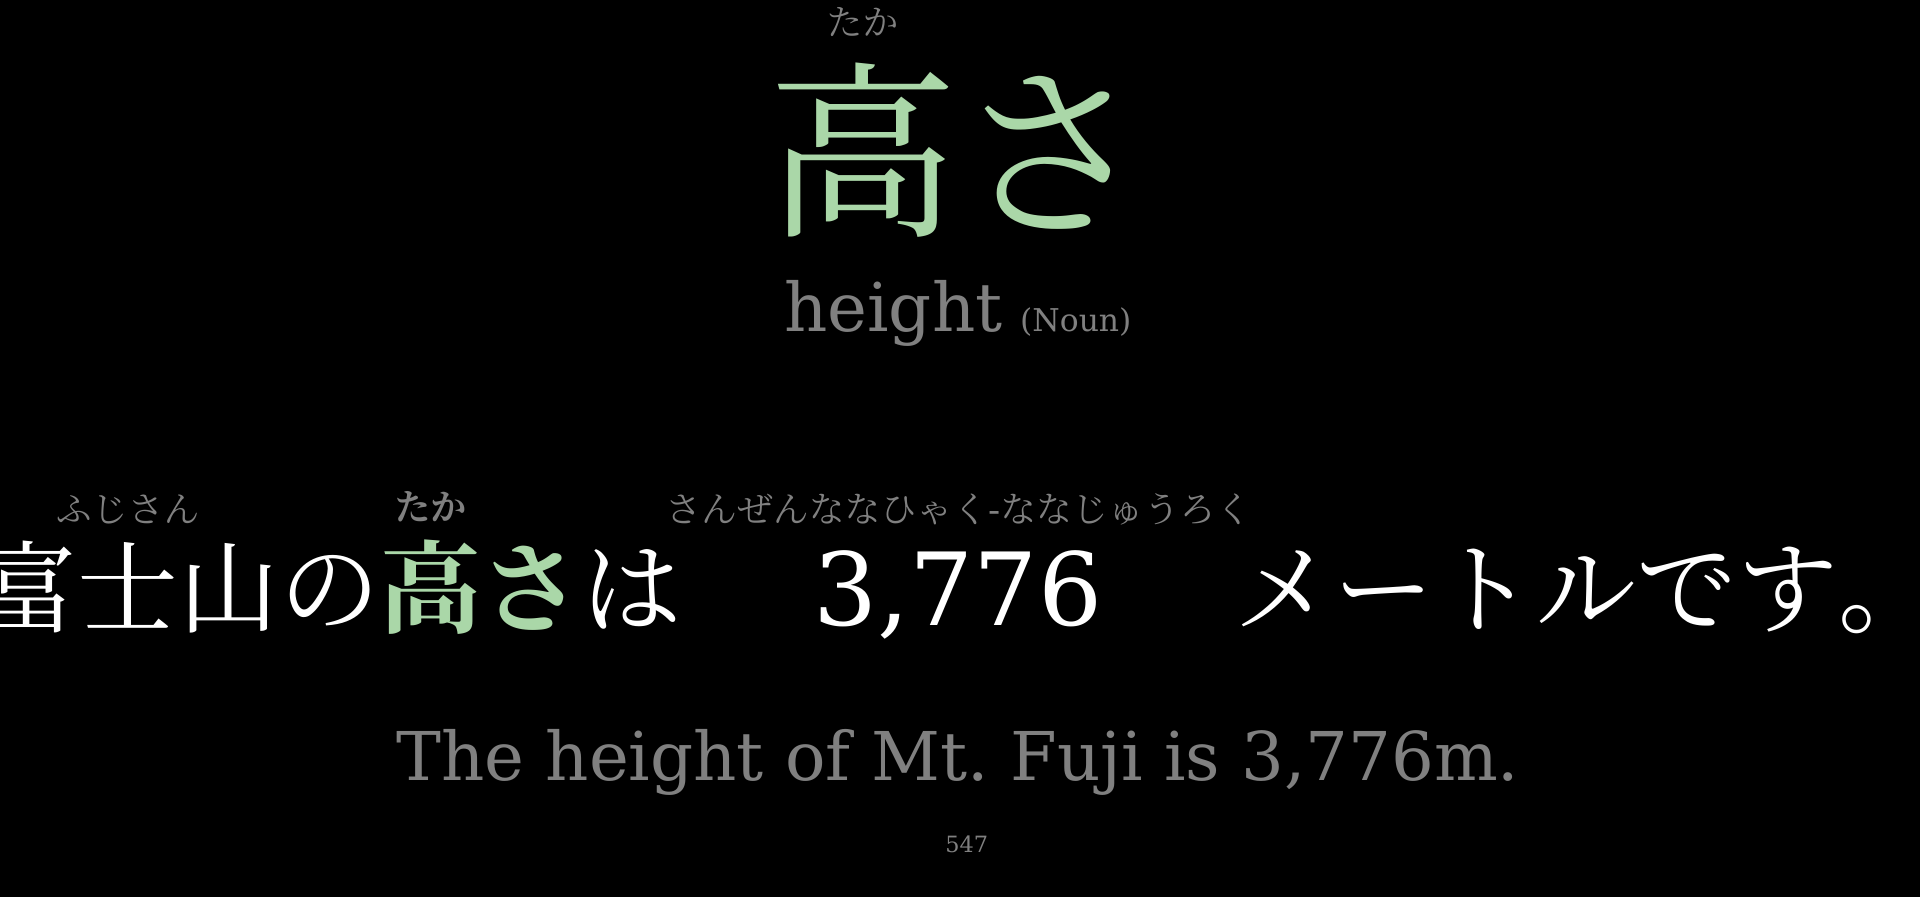 たか
高さ
height (Noun)
ふじさん たか さんぜんななひゃく-ななじゅうろく
富士山の高さは 3,776 メートルです。
The height of Mt. Fuji is 3,776m.
547